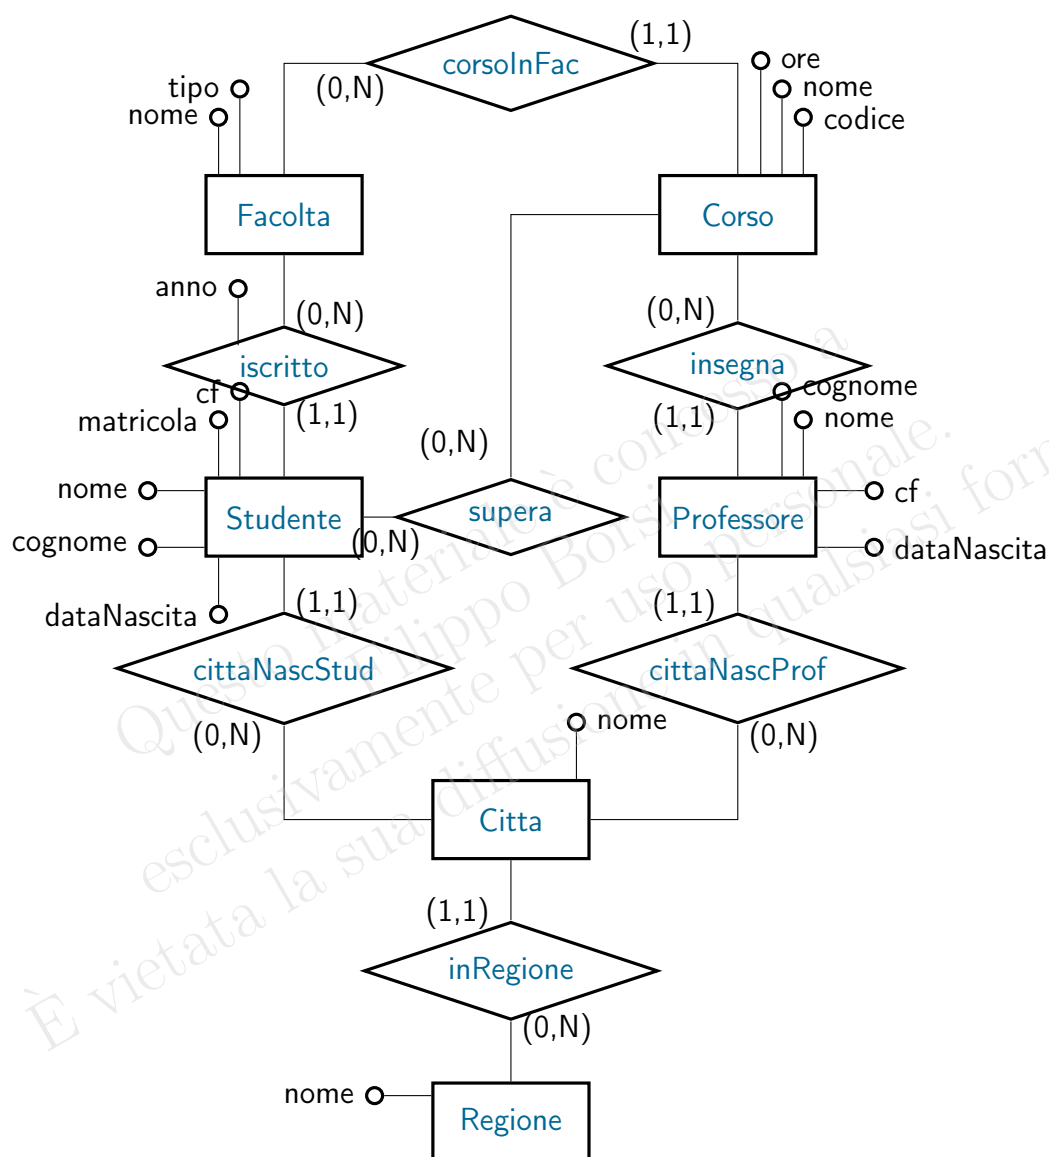 corsoInFac
(1,1)
(0,N)
ore
tipo
nome
nome
codice
Facolta
Corso
anno
(0,N)
(0,N)
iscritto
insegna
cf
cognome
matricola
(1,1)
(1,1)
nome
(0,N)
nome
cf
Studente
supera
Professore
cognome
(0,N)
dataNascita
dataNascita
(1,1)
(1,1)
cittaNascStud
cittaNascProf
(0,N)
nome
(0,N)
Citta
(1,1)
inRegione
(0,N)
nome
Regione
Questo materiale è concesso a
Filippo Borsi
esclusivamente per uso personale.
È vietata la sua diffusione in qualsiasi form